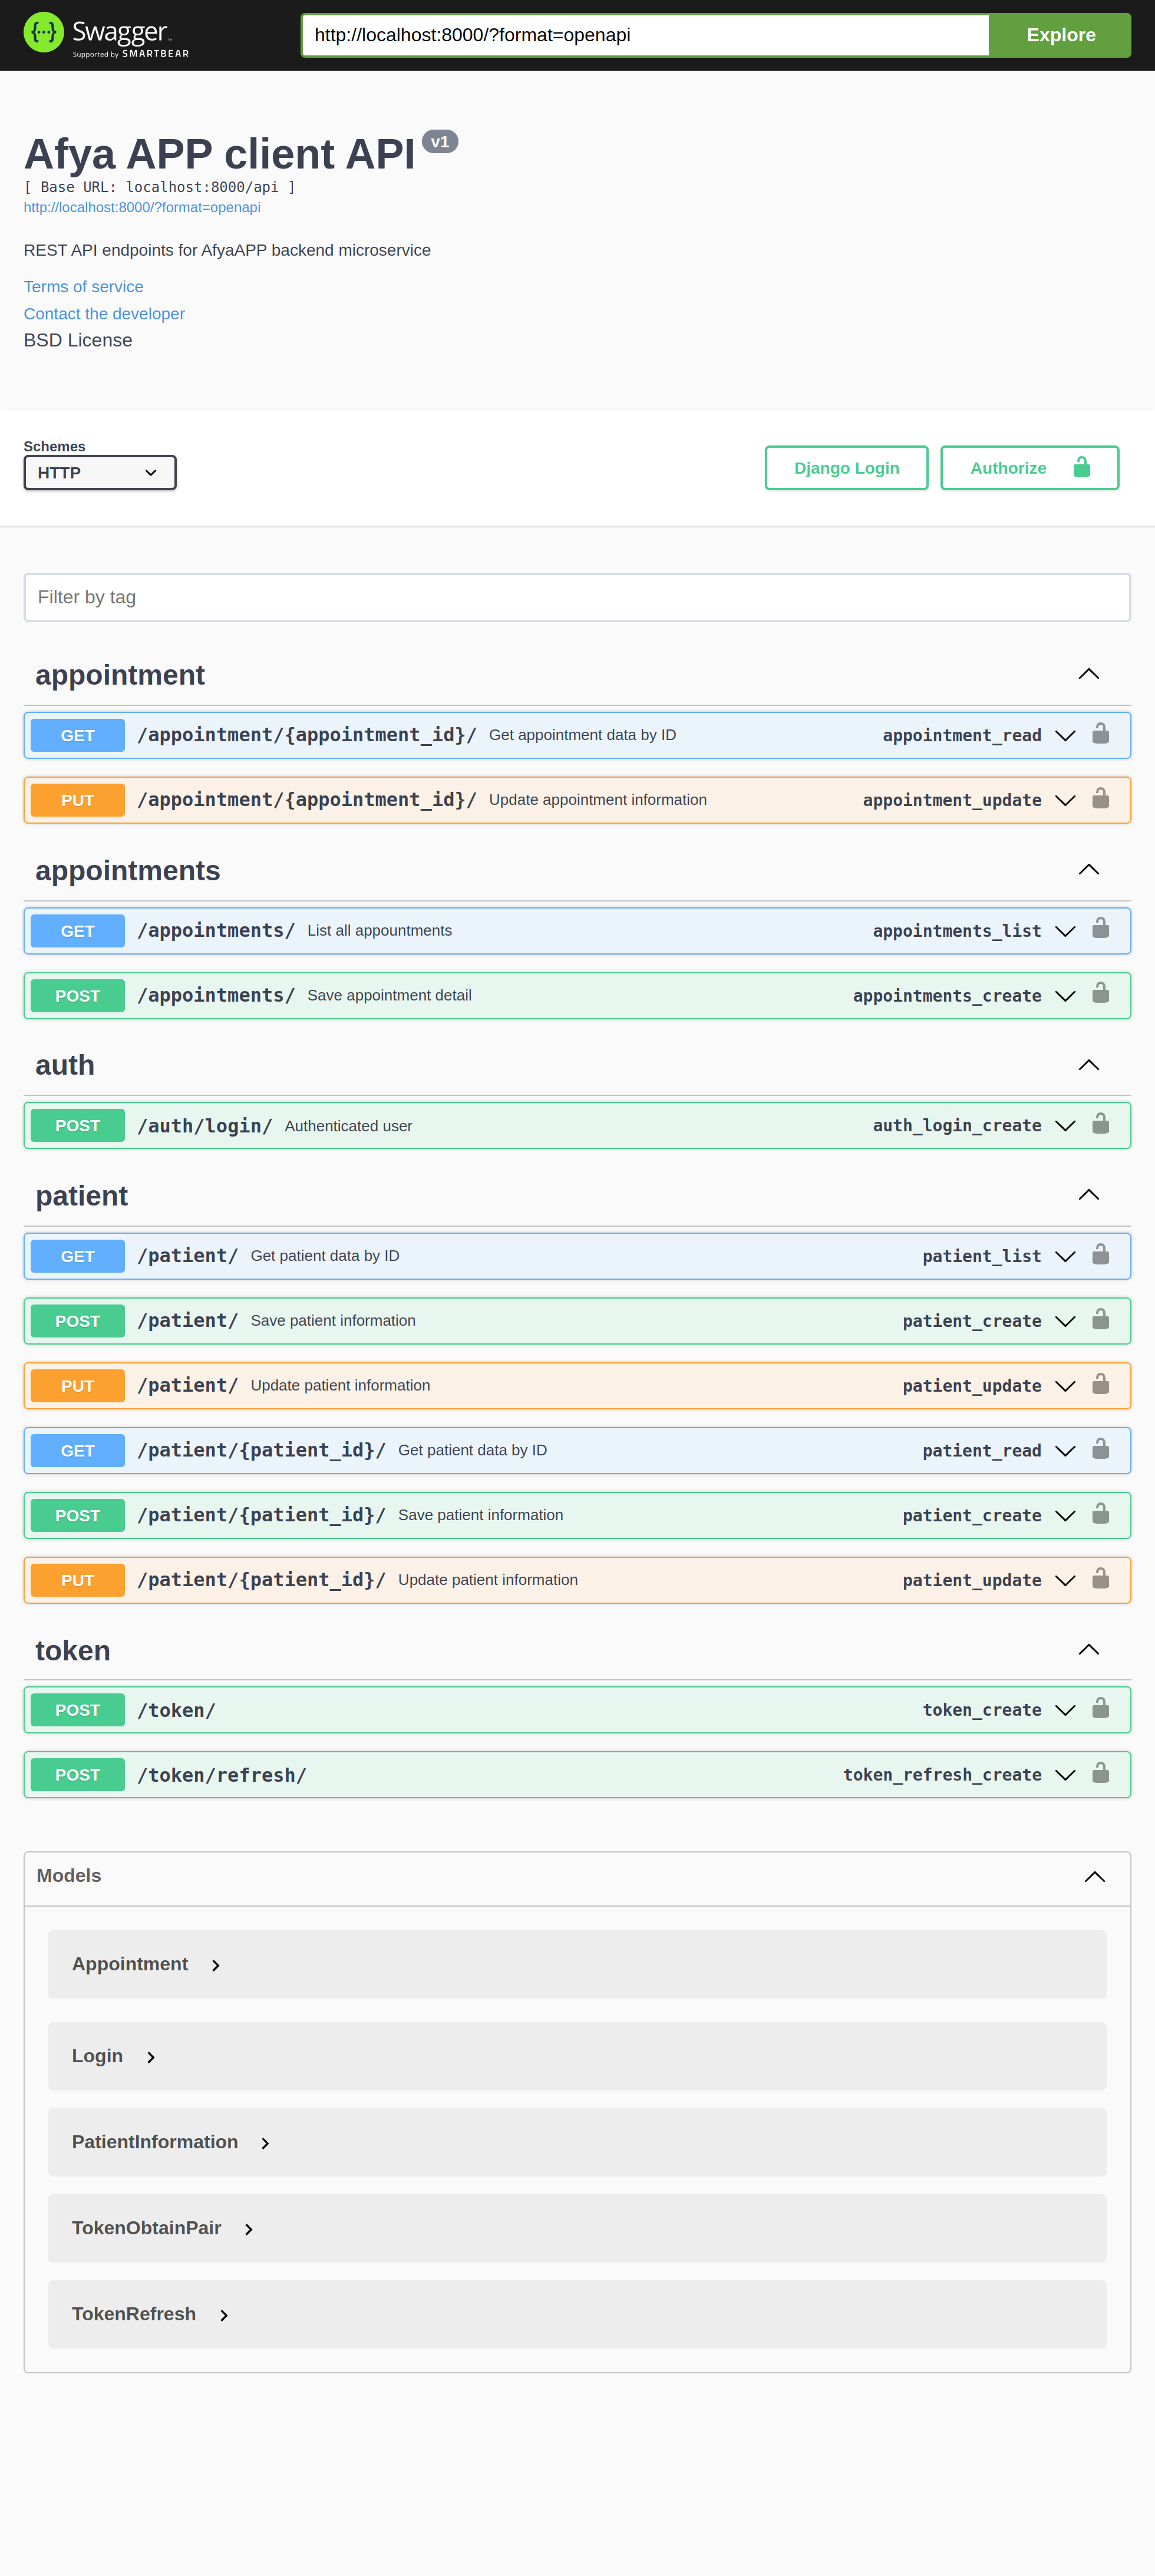 Swagger™
Supported by SMARTBEAR
http://localhost:8000/?format=openapi
Explore
Afya APP client API v1
[ Base URL: localhost:8000/api ]
http://localhost:8000/?format=openapi
REST API endpoints for AfyaAPP backend microservice
Terms of service
Contact the developer
BSD License
Schemes
HTTP
Django Login
Authorize
Filter by tag
appointment
GET /appointment/{appointment_id}/ Get appointment data by ID appointment_read
PUT /appointment/{appointment_id}/ Update appointment information appointment_update
appointments
GET /appointments/ List all appountments appointments_list
POST /appointments/ Save appointment detail appointments_create
auth
POST /auth/login/ Authenticated user auth_login_create
patient
GET /patient/ Get patient data by ID patient_list
POST /patient/ Save patient information patient_create
PUT /patient/ Update patient information patient_update
GET /patient/{patient_id}/ Get patient data by ID patient_read
POST /patient/{patient_id}/ Save patient information patient_create
PUT /patient/{patient_id}/ Update patient information patient_update
token
POST /token/ token_create
POST /token/refresh/ token_refresh_create
Models
Appointment
Login
PatientInformation
TokenObtainPair
TokenRefresh